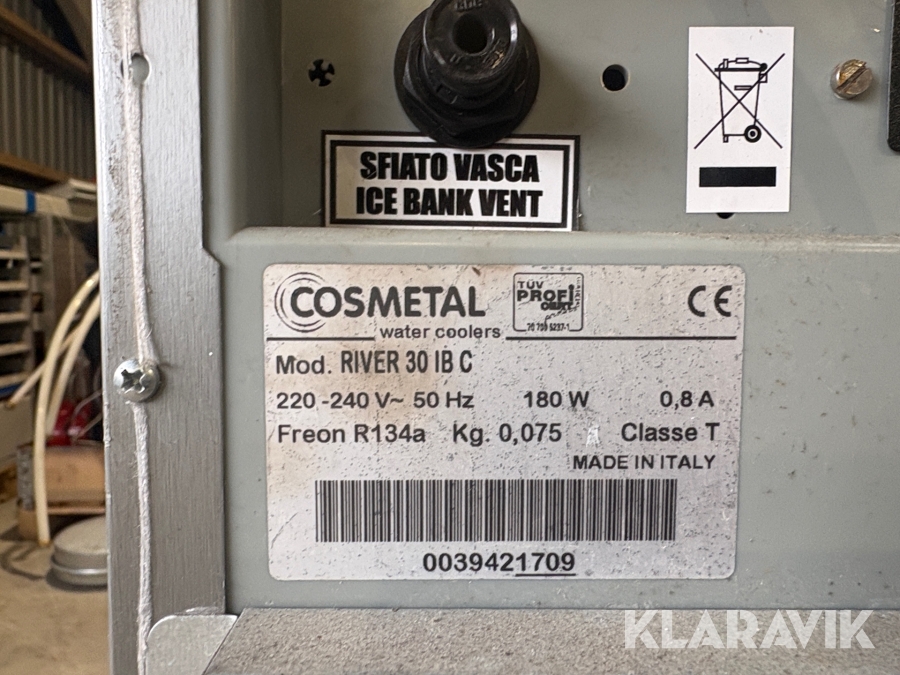 SFIATO VASCA
ICE BANK VENT
COSMETAL
water coolers
TÜV
PROFi
CE
Mod. RIVER 30 IB C
220 -240 V~ 50 Hz 180 W 0,8 A
Freon R134a Kg. 0,075 Classe T
MADE IN ITALY
0039421709
KLARAVIK